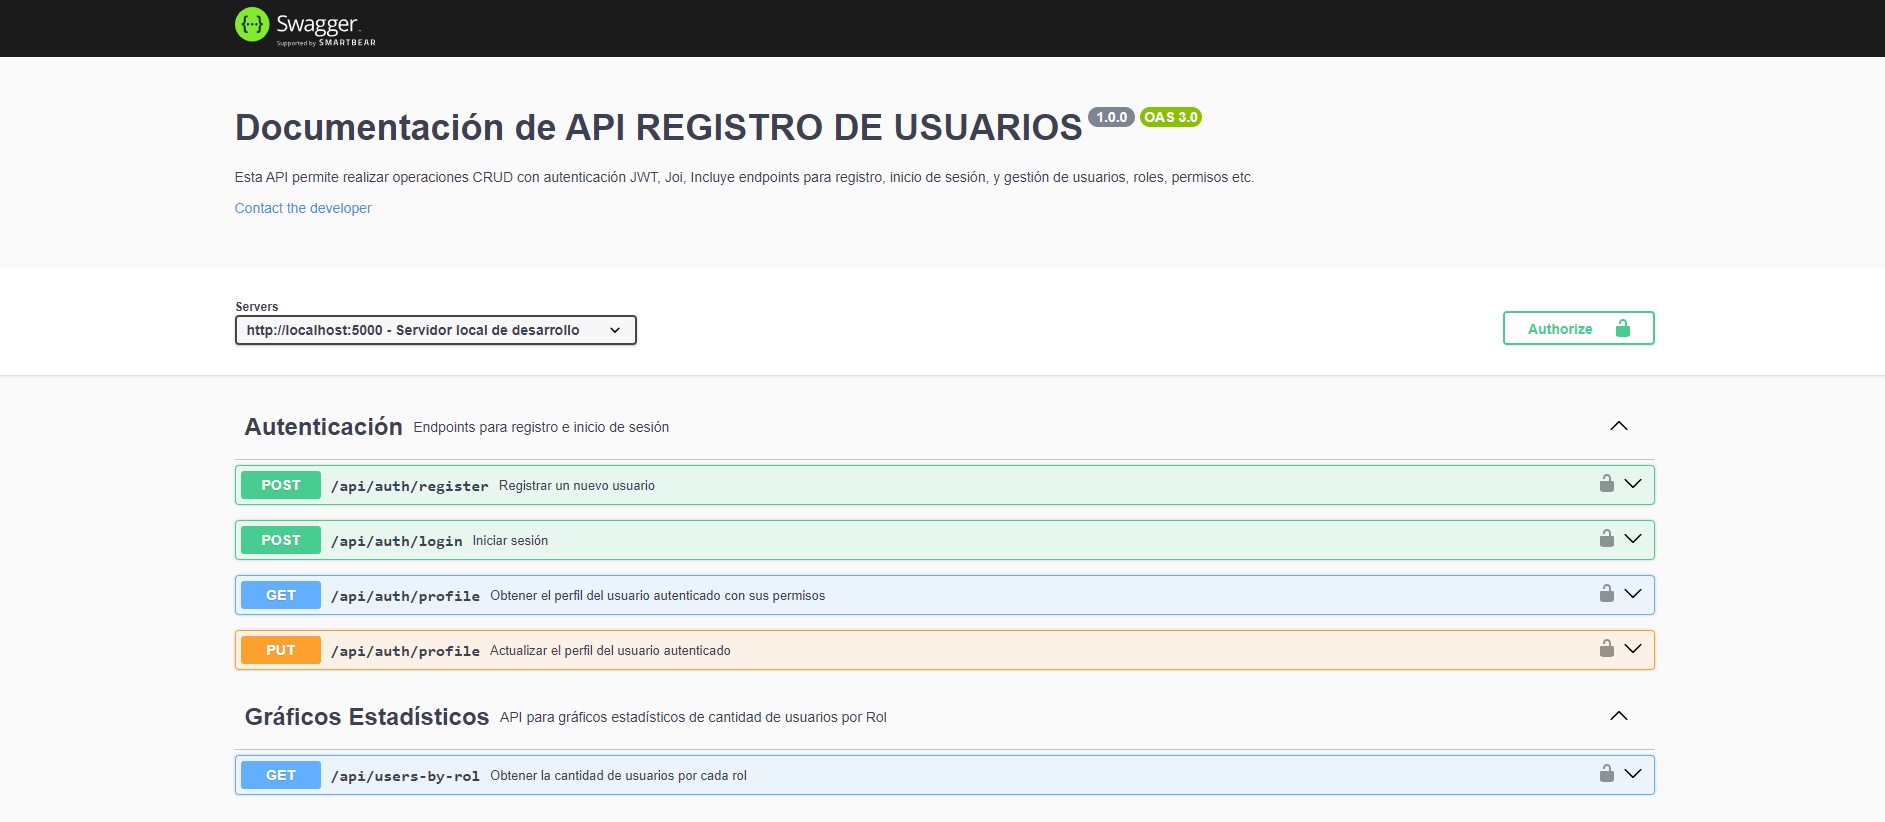 {···} Swagger
Supported by SMARTBEAR
Documentación de API REGISTRO DE USUARIOS 1.0.0 OAS 3.0
Esta API permite realizar operaciones CRUD con autenticación JWT, Joi, Incluye endpoints para registro, inicio de sesión, y gestión de usuarios, roles, permisos etc.
Contact the developer
Servers
http://localhost:5000 - Servidor local de desarrollo
Authorize
Autenticación Endpoints para registro e inicio de sesión
POST /api/auth/register Registrar un nuevo usuario
POST /api/auth/login Iniciar sesión
GET /api/auth/profile Obtener el perfil del usuario autenticado con sus permisos
PUT /api/auth/profile Actualizar el perfil del usuario autenticado
Gráficos Estadísticos API para gráficos estadísticos de cantidad de usuarios por Rol
GET /api/users-by-rol Obtener la cantidad de usuarios por cada rol